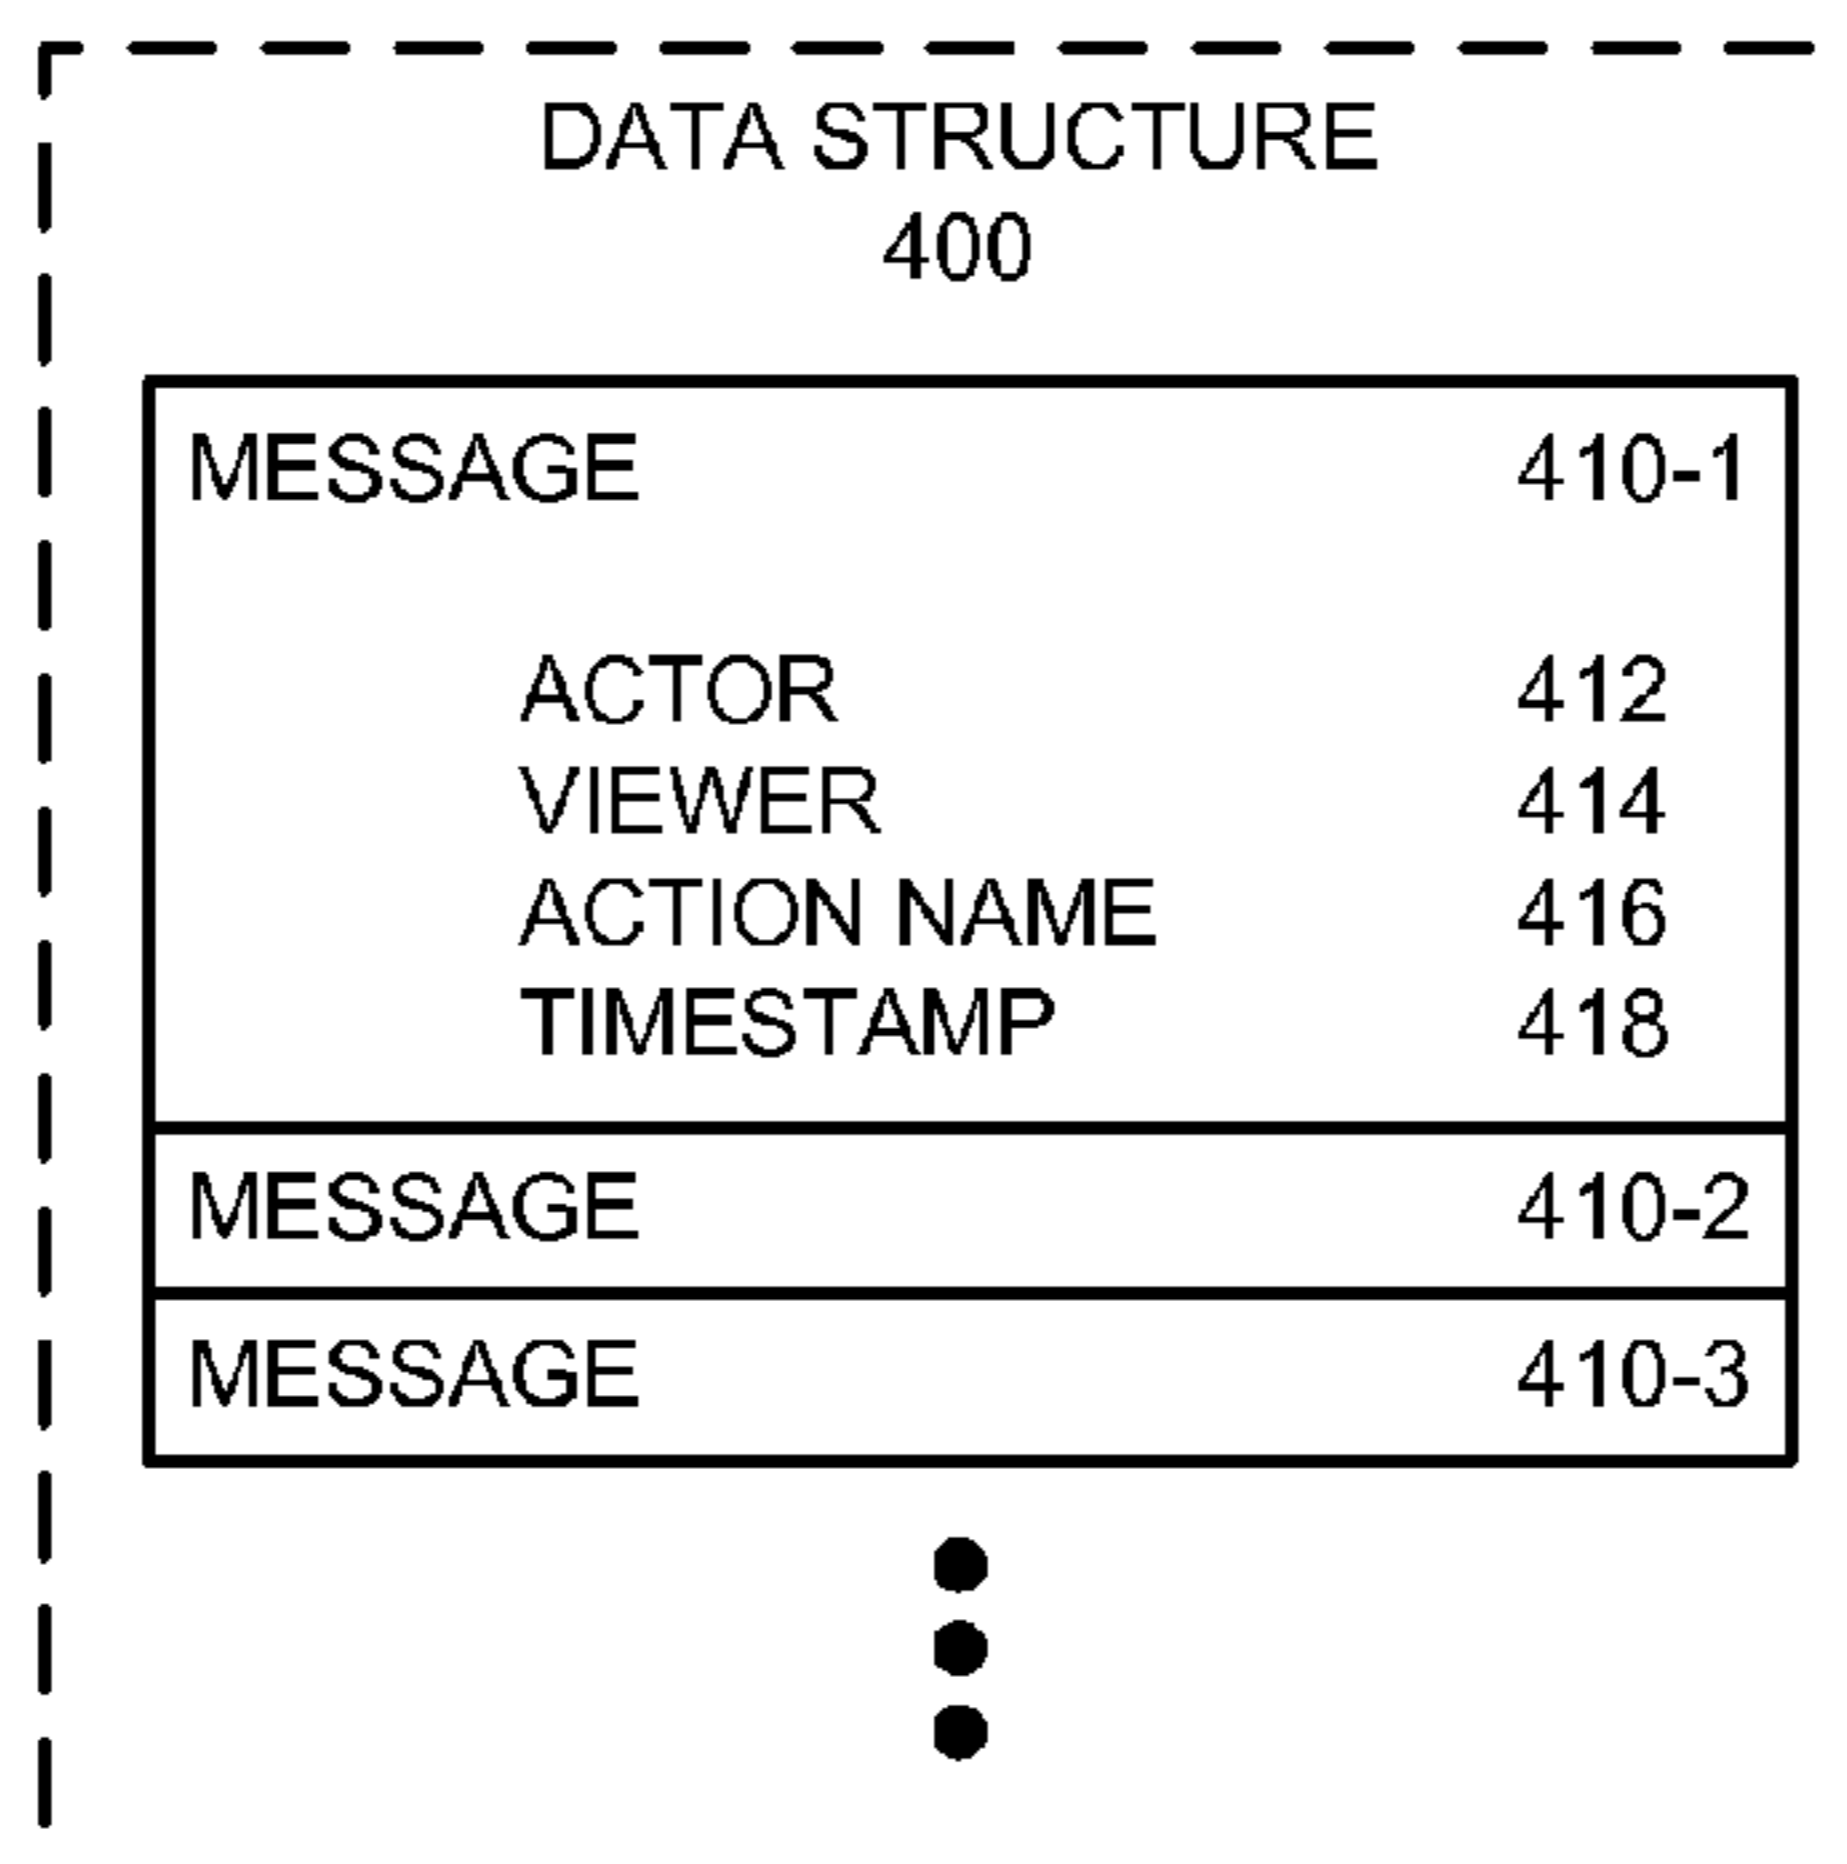 DATA STRUCTURE
400
MESSAGE 410-1
ACTOR 412
VIEWER 414
ACTION NAME 416
TIMESTAMP 418
MESSAGE 410-2
MESSAGE 410-3